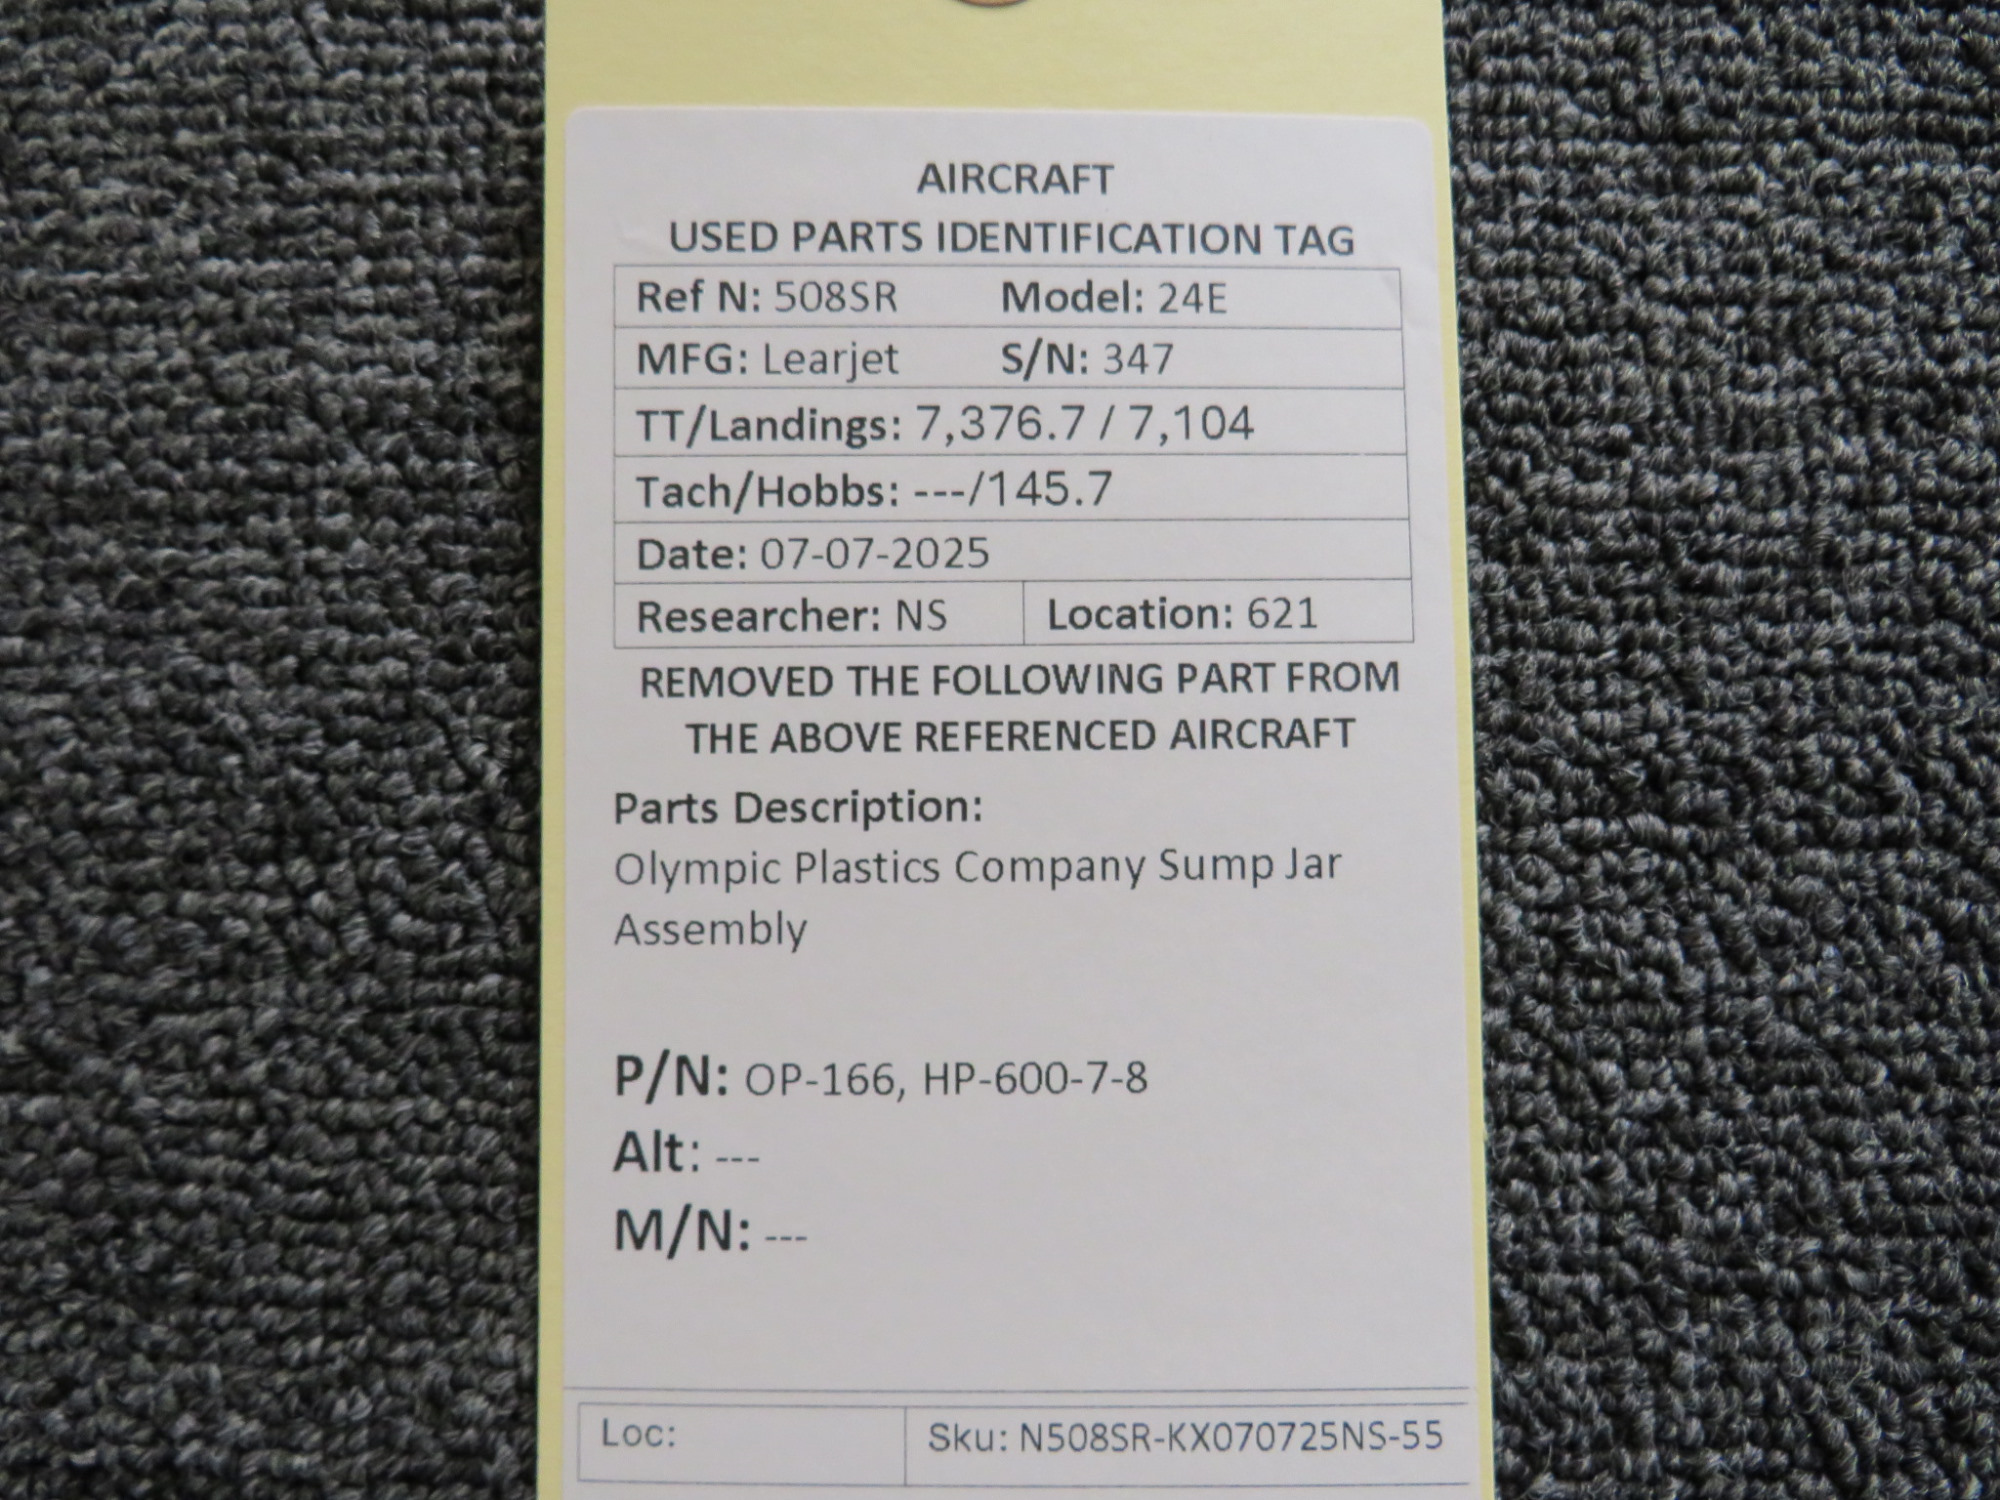 AIRCRAFT
USED PARTS IDENTIFICATION TAG
Ref N: 508SR Model: 24E
MFG: Learjet S/N: 347
TT/Landings: 7,376.7 / 7,104
Tach/Hobbs: ---/145.7
Date: 07-07-2025
Researcher: NS Location: 621
REMOVED THE FOLLOWING PART FROM
THE ABOVE REFERENCED AIRCRAFT
Parts Description:
Olympic Plastics Company Sump Jar
Assembly
P/N: OP-166, HP-600-7-8
Alt: ---
M/N: ---
Loc: Sku: N508SR-KX070725NS-55